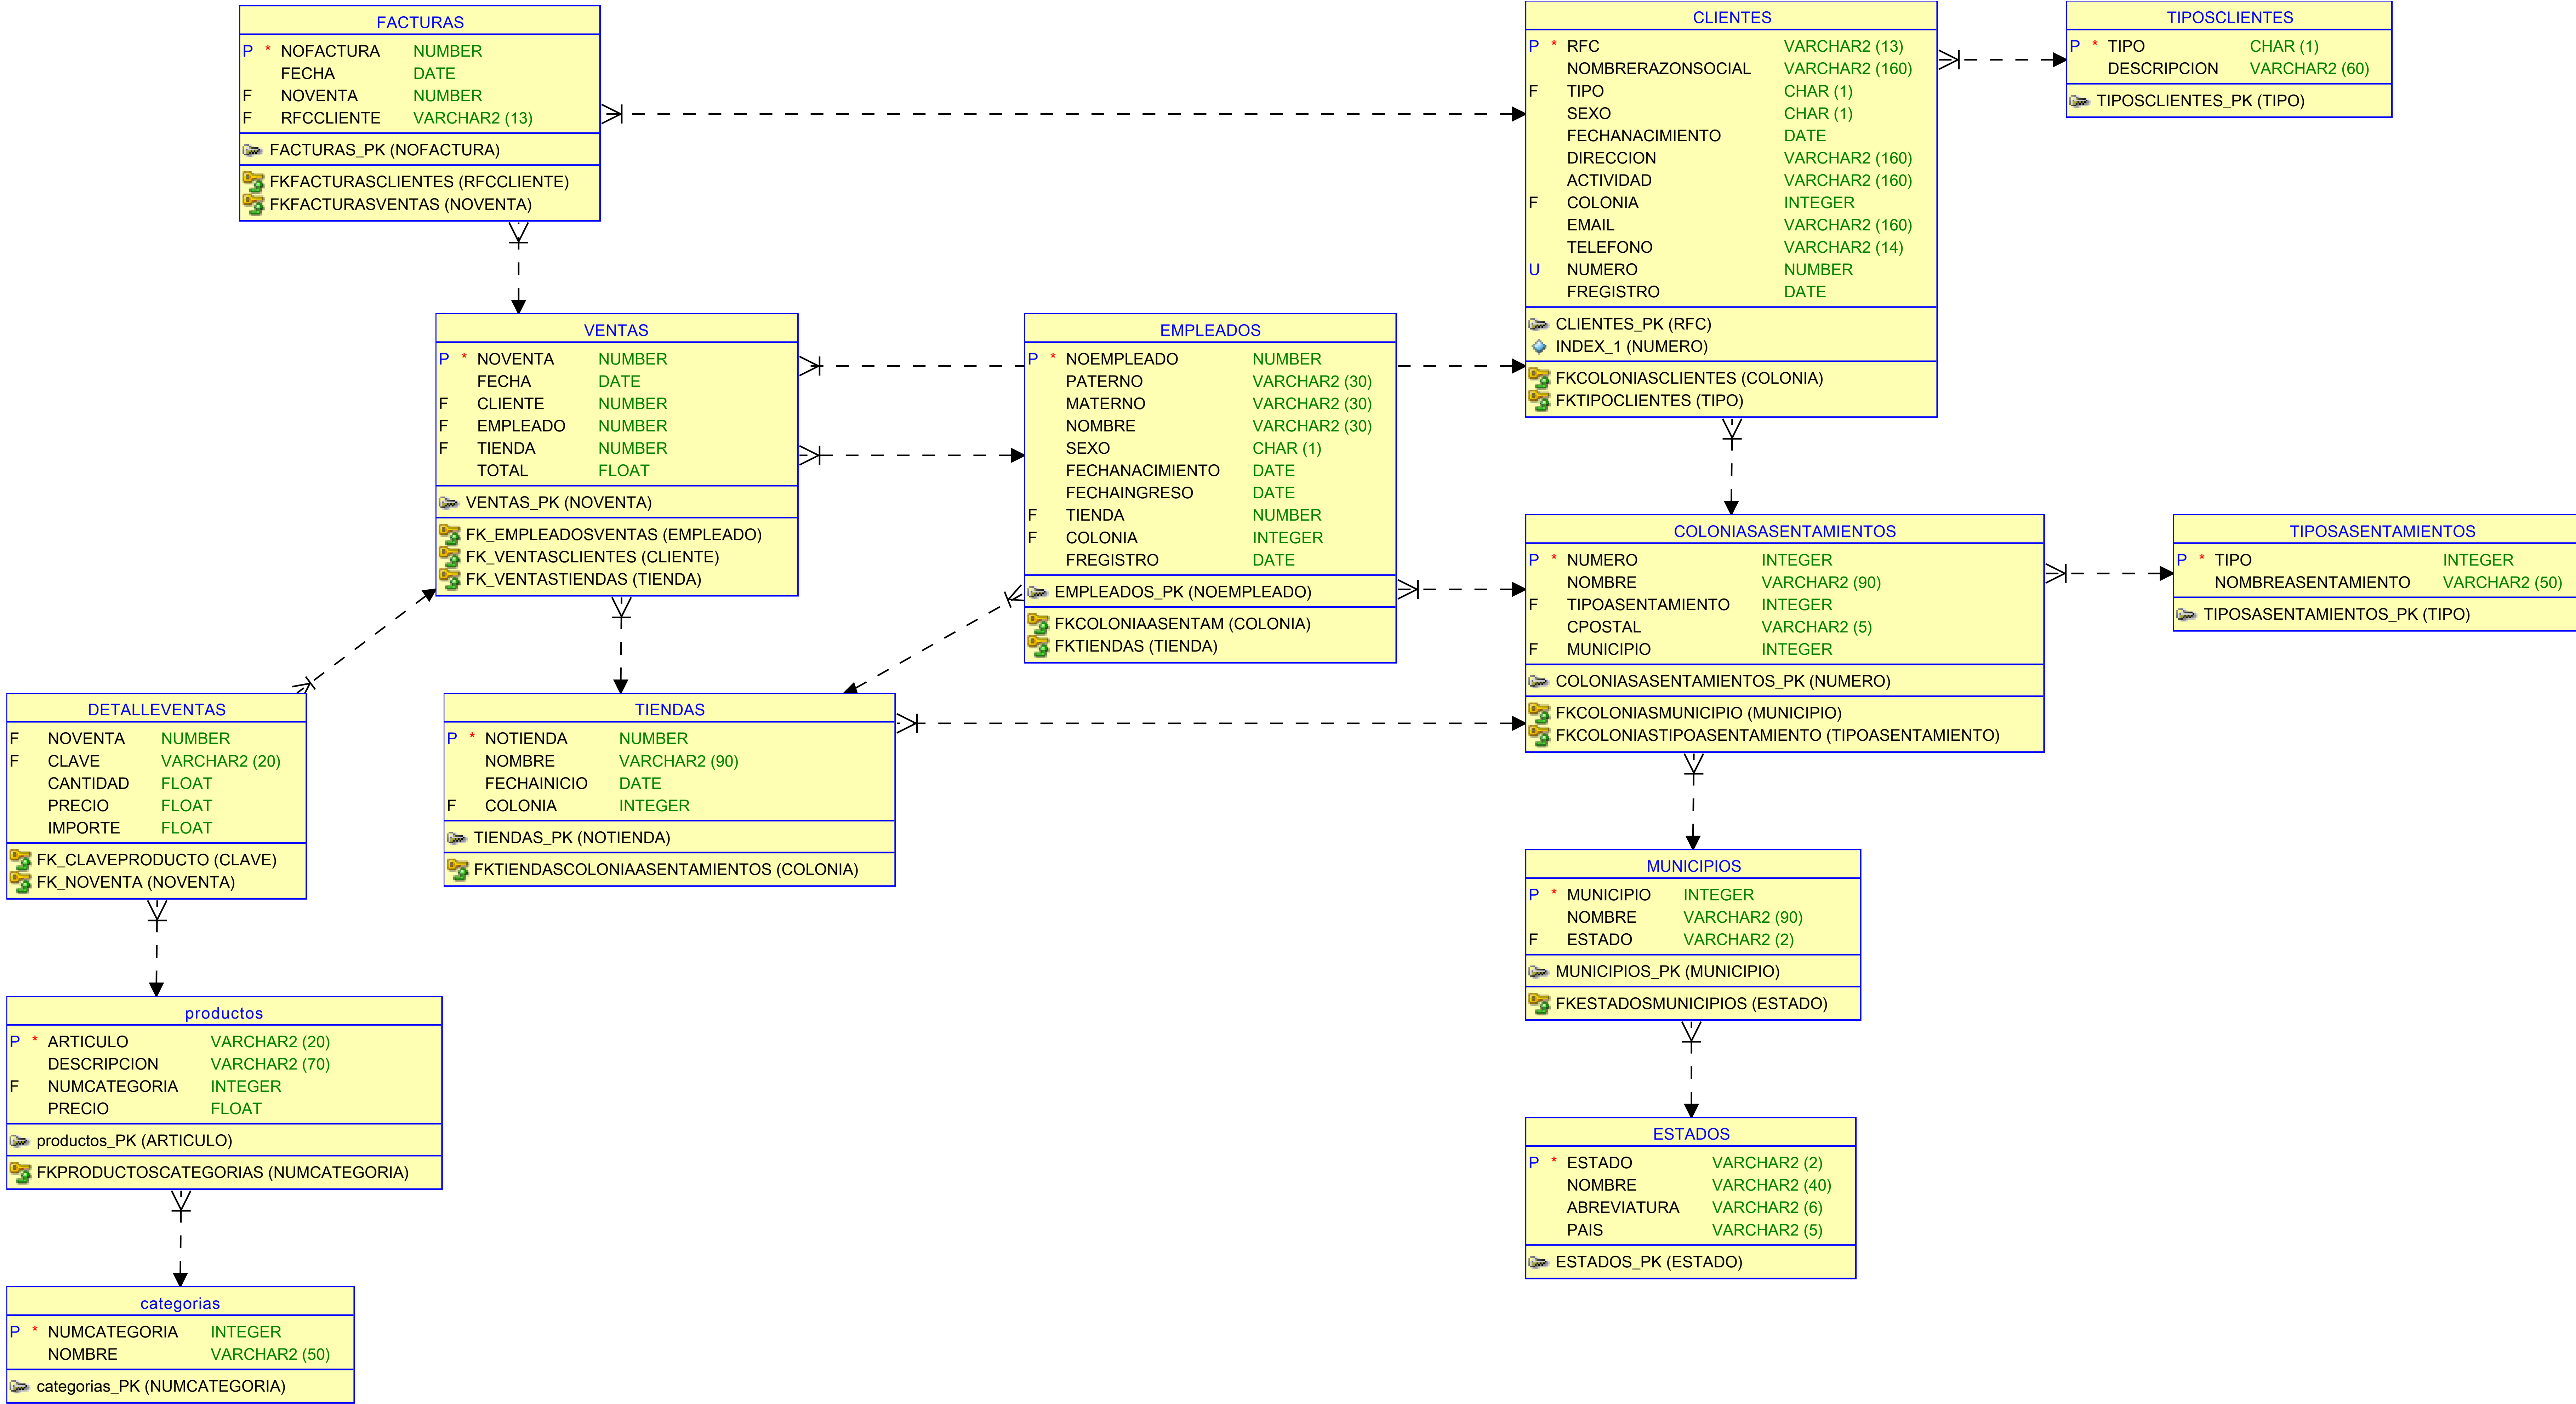 FACTURAS
P * NOFACTURA NUMBER
FECHA DATE
F NOVENTA NUMBER
F RFCCLIENTE VARCHAR2 (13)
FACTURAS_PK (NOFACTURA)
FKFACTURASCLIENTES (RFCCLIENTE)
FKFACTURASVENTAS (NOVENTA)
CLIENTES
P * RFC VARCHAR2 (13)
NOMBRERAZONSOCIAL VARCHAR2 (160)
F TIPO CHAR (1)
SEXO CHAR (1)
FECHANACIMIENTO DATE
DIRECCION VARCHAR2 (160)
ACTIVIDAD VARCHAR2 (160)
F COLONIA INTEGER
EMAIL VARCHAR2 (160)
TELEFONO VARCHAR2 (14)
U NUMERO NUMBER
FREGISTRO DATE
CLIENTES_PK (RFC)
INDEX_1 (NUMERO)
FKCOLONIASCLIENTES (COLONIA)
FKTIPOCLIENTES (TIPO)
TIPOSCLIENTES
P * TIPO CHAR (1)
DESCRIPCION VARCHAR2 (60)
TIPOSCLIENTES_PK (TIPO)
VENTAS
P * NOVENTA NUMBER
FECHA DATE
F CLIENTE NUMBER
F EMPLEADO NUMBER
F TIENDA NUMBER
TOTAL FLOAT
VENTAS_PK (NOVENTA)
FK_EMPLEADOSVENTAS (EMPLEADO)
FK_VENTASCLIENTES (CLIENTE)
FK_VENTASTIENDAS (TIENDA)
EMPLEADOS
P * NOEMPLEADO NUMBER
PATERNO VARCHAR2 (30)
MATERNO VARCHAR2 (30)
NOMBRE VARCHAR2 (30)
SEXO CHAR (1)
FECHANACIMIENTO DATE
FECHAINGRESO DATE
F TIENDA NUMBER
F COLONIA INTEGER
FREGISTRO DATE
EMPLEADOS_PK (NOEMPLEADO)
FKCOLONIAASENTAM (COLONIA)
FKTIENDAS (TIENDA)
COLONIASASENTAMIENTOS
P * NUMERO INTEGER
NOMBRE VARCHAR2 (90)
F TIPOASENTAMIENTO INTEGER
CPOSTAL VARCHAR2 (5)
F MUNICIPIO INTEGER
COLONIASASENTAMIENTOS_PK (NUMERO)
FKCOLONIASMUNICIPIO (MUNICIPIO)
FKCOLONIASTIPOASENTAMIENTO (TIPOASENTAMIENTO)
TIPOSASENTAMIENTOS
P * TIPO INTEGER
NOMBREASENTAMIENTO VARCHAR2 (50)
TIPOSASENTAMIENTOS_PK (TIPO)
DETALLEVENTAS
F NOVENTA NUMBER
F CLAVE VARCHAR2 (20)
CANTIDAD FLOAT
PRECIO FLOAT
IMPORTE FLOAT
FK_CLAVEPRODUCTO (CLAVE)
FK_NOVENTA (NOVENTA)
TIENDAS
P * NOTIENDA NUMBER
NOMBRE VARCHAR2 (90)
FECHAINICIO DATE
F COLONIA INTEGER
TIENDAS_PK (NOTIENDA)
FKTIENDASCOLONIAASENTAMIENTOS (COLONIA)
MUNICIPIOS
P * MUNICIPIO INTEGER
NOMBRE VARCHAR2 (90)
F ESTADO VARCHAR2 (2)
MUNICIPIOS_PK (MUNICIPIO)
FKESTADOSMUNICIPIOS (ESTADO)
productos
P * ARTICULO VARCHAR2 (20)
DESCRIPCION VARCHAR2 (70)
F NUMCATEGORIA INTEGER
PRECIO FLOAT
productos_PK (ARTICULO)
FKPRODUCTOSCATEGORIAS (NUMCATEGORIA)
ESTADOS
P * ESTADO VARCHAR2 (2)
NOMBRE VARCHAR2 (40)
ABREVIATURA VARCHAR2 (6)
PAIS VARCHAR2 (5)
ESTADOS_PK (ESTADO)
categorias
P * NUMCATEGORIA INTEGER
NOMBRE VARCHAR2 (50)
categorias_PK (NUMCATEGORIA)